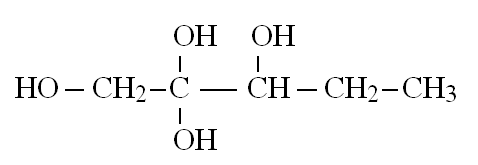 OH OH
HO – CH₂ – C — CH – CH₂ – CH₃
OH